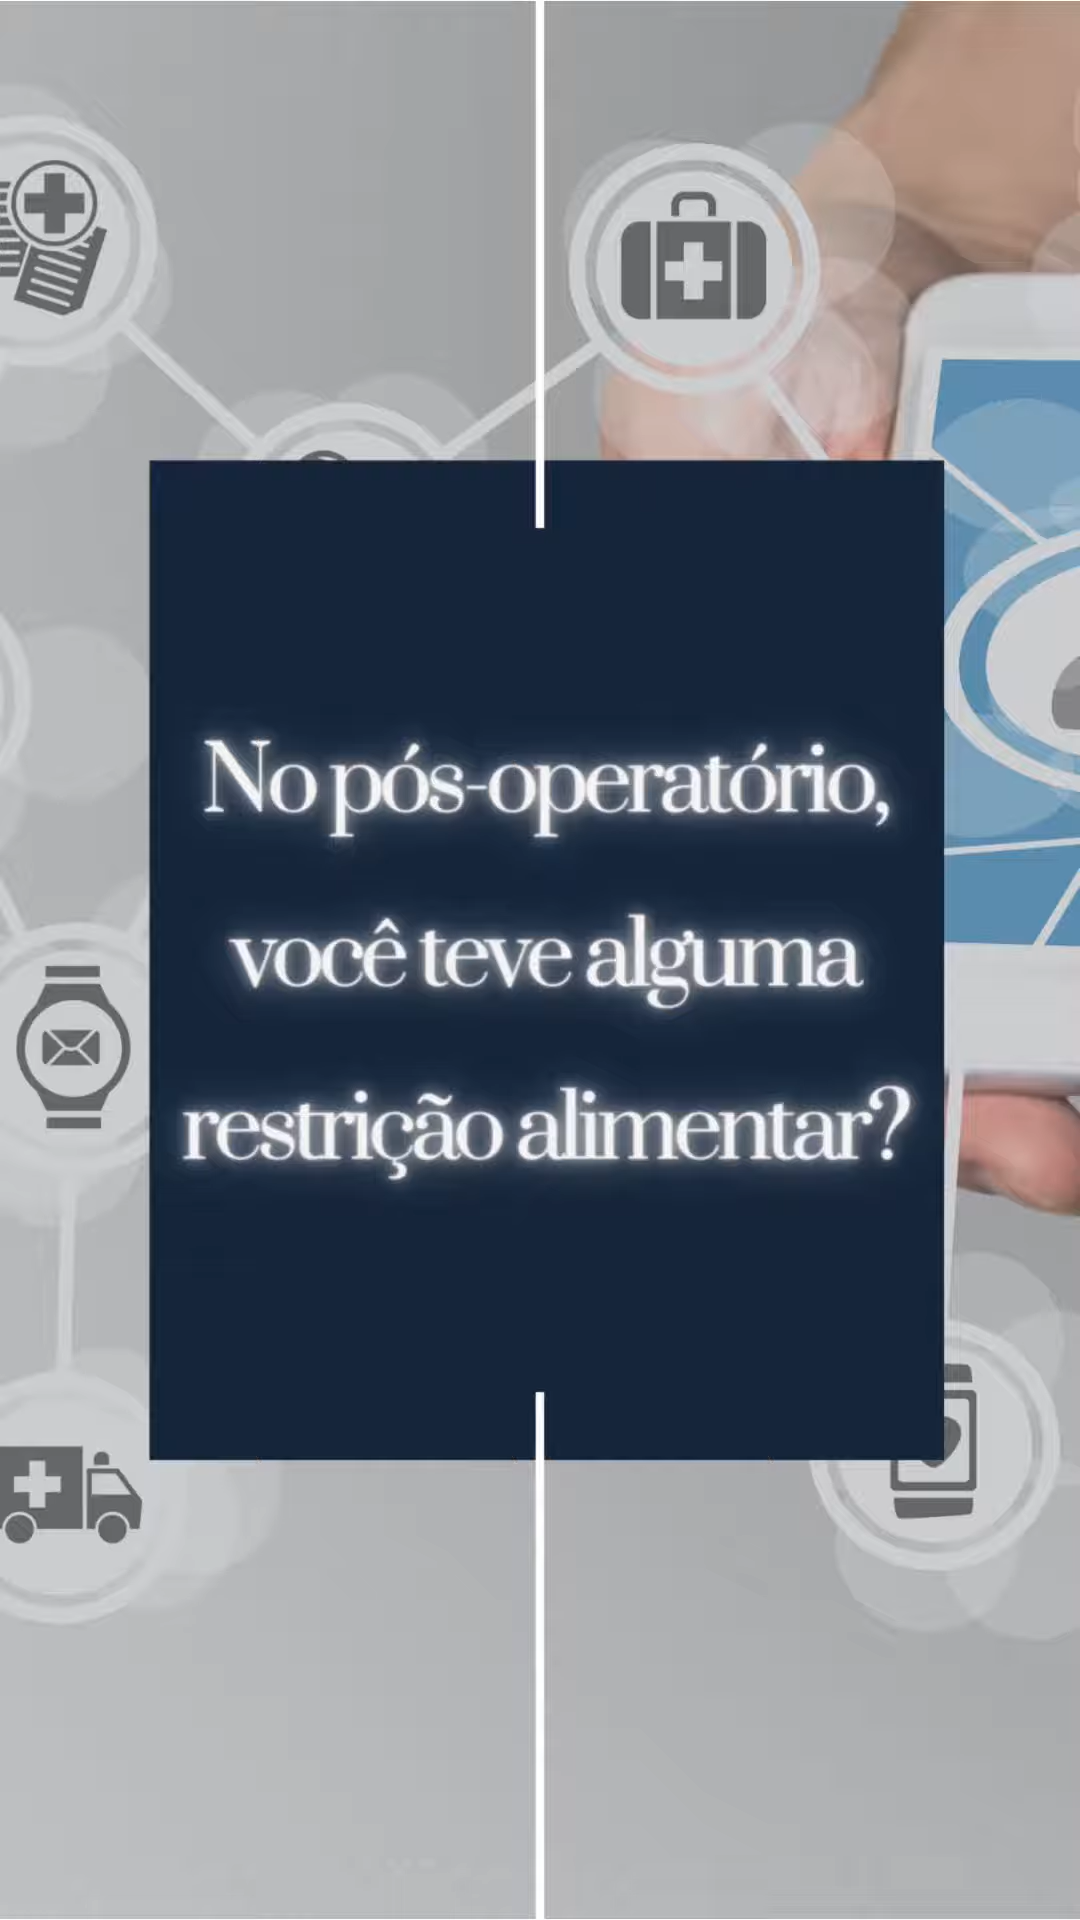 No pós-operatório,
você teve alguma
restrição alimentar?